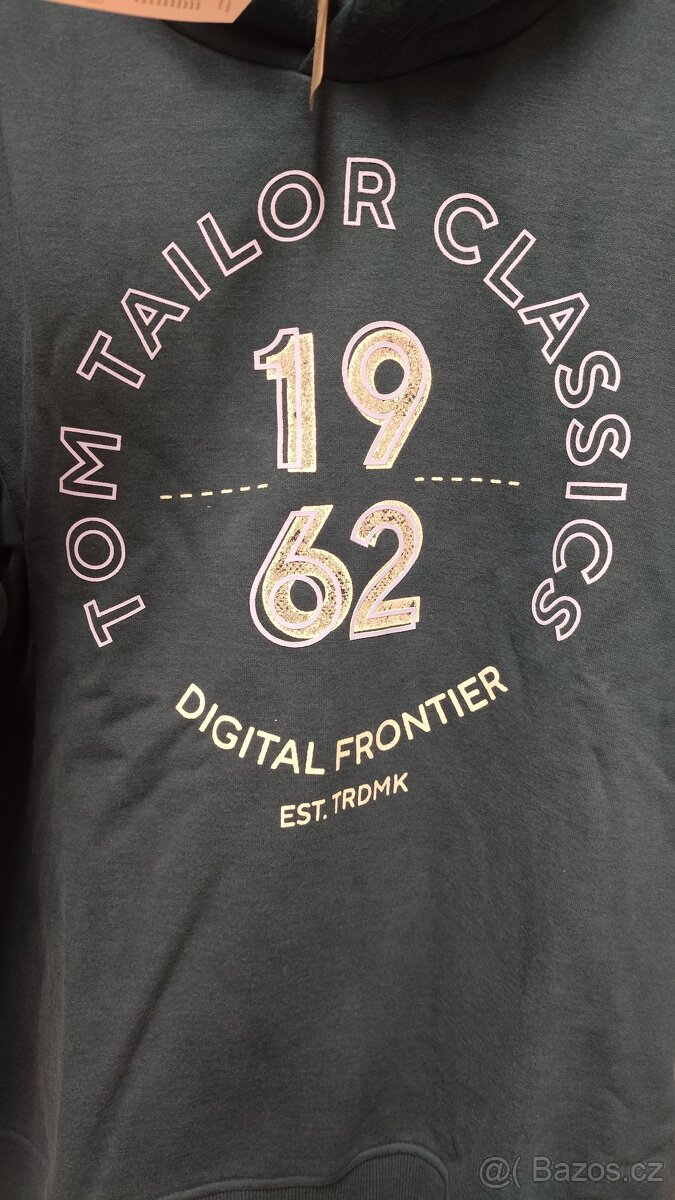 TOM TAILOR CLASSICS
19
62
DIGITAL FRONTIER
EST. TRDMK
@( Bazos.cz